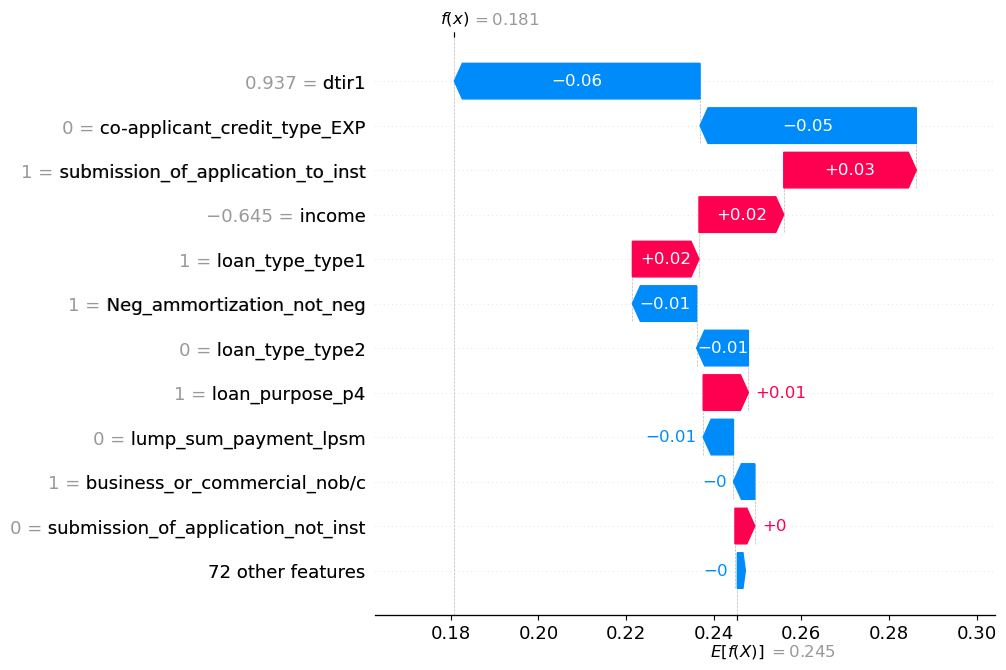 f(x) = 0.181
0.937 = dtir1
−0.06
0 = co-applicant_credit_type_EXP
−0.05
1 = submission_of_application_to_inst
+0.03
−0.645 = income
+0.02
1 = loan_type_type1
+0.02
1 = Neg_ammortization_not_neg
−0.01
0 = loan_type_type2
−0.01
1 = loan_purpose_p4
+0.01
0 = lump_sum_payment_lpsm
−0.01
1 = business_or_commercial_nob/c
−0
0 = submission_of_application_not_inst
+0
72 other features
−0
0.18 0.20 0.22 0.24 0.26 0.28 0.30
E[f(X)] = 0.245